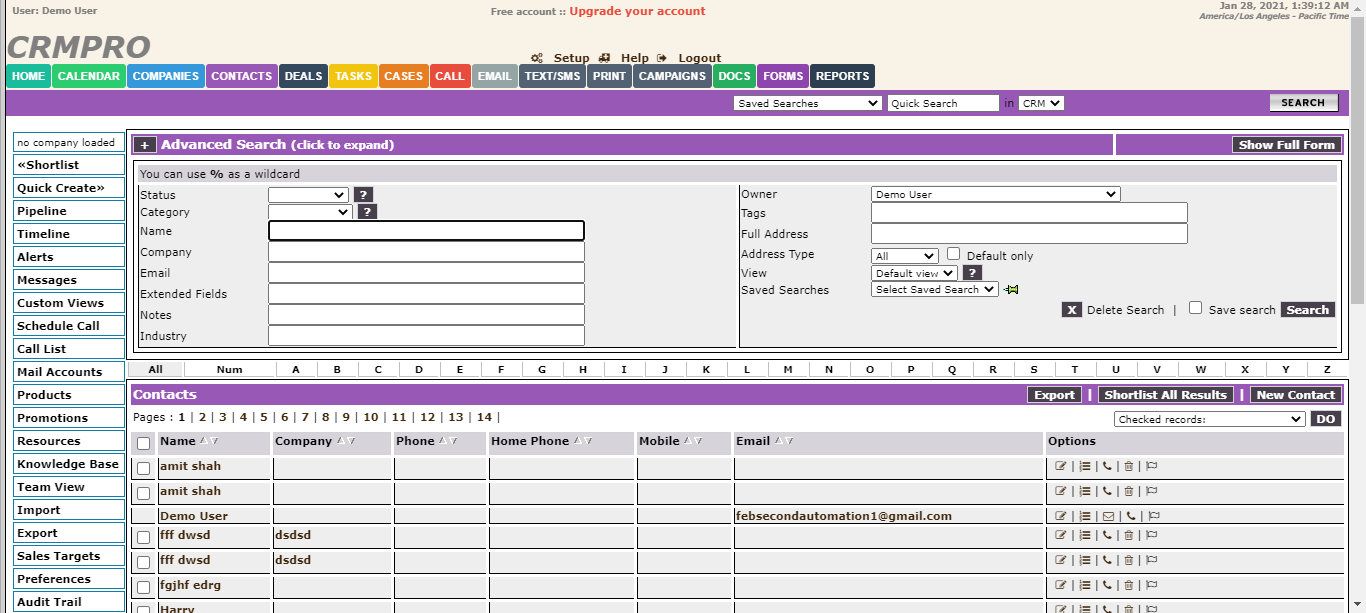 User: Demo User
Free account :: Upgrade your account
Jan 28, 2021, 1:39:12 AM
America/Los Angeles - Pacific Time
CRMPRO
Setup Help Logout
HOME CALENDAR COMPANIES CONTACTS DEALS TASKS CASES CALL EMAIL TEXT/SMS PRINT CAMPAIGNS DOCS FORMS REPORTS
Saved Searches Quick Search in CRM SEARCH
no company loaded
«Shortlist
Quick Create»
Pipeline
Timeline
Alerts
Messages
Custom Views
Schedule Call
Call List
Mail Accounts
Products
Promotions
Resources
Knowledge Base
Team View
Import
Export
Sales Targets
Preferences
Audit Trail
+ Advanced Search (click to expand) Show Full Form
You can use % as a wildcard
Status ?
Category ?
Name
Company
Email
Extended Fields
Notes
Industry
Owner Demo User
Tags
Full Address
Address Type All Default only
View Default view ?
Saved Searches Select Saved Search
X Delete Search | Save search Search
All Num A B C D E F G H I J K L M N O P Q R S T U V W X Y Z
Contacts Export | Shortlist All Results | New Contact
Pages : 1 | 2 | 3 | 4 | 5 | 6 | 7 | 8 | 9 | 10 | 11 | 12 | 13 | 14 |
Checked records: DO
Name Company Phone Home Phone Mobile Email Options
amit shah | | | |
amit shah | | | |
Demo User febsecondautomation1@gmail.com | | | |
fff dwsd dsdsd | | | |
fff dwsd dsdsd | | | |
fgjhf edrg | | | |
Harry | | | |